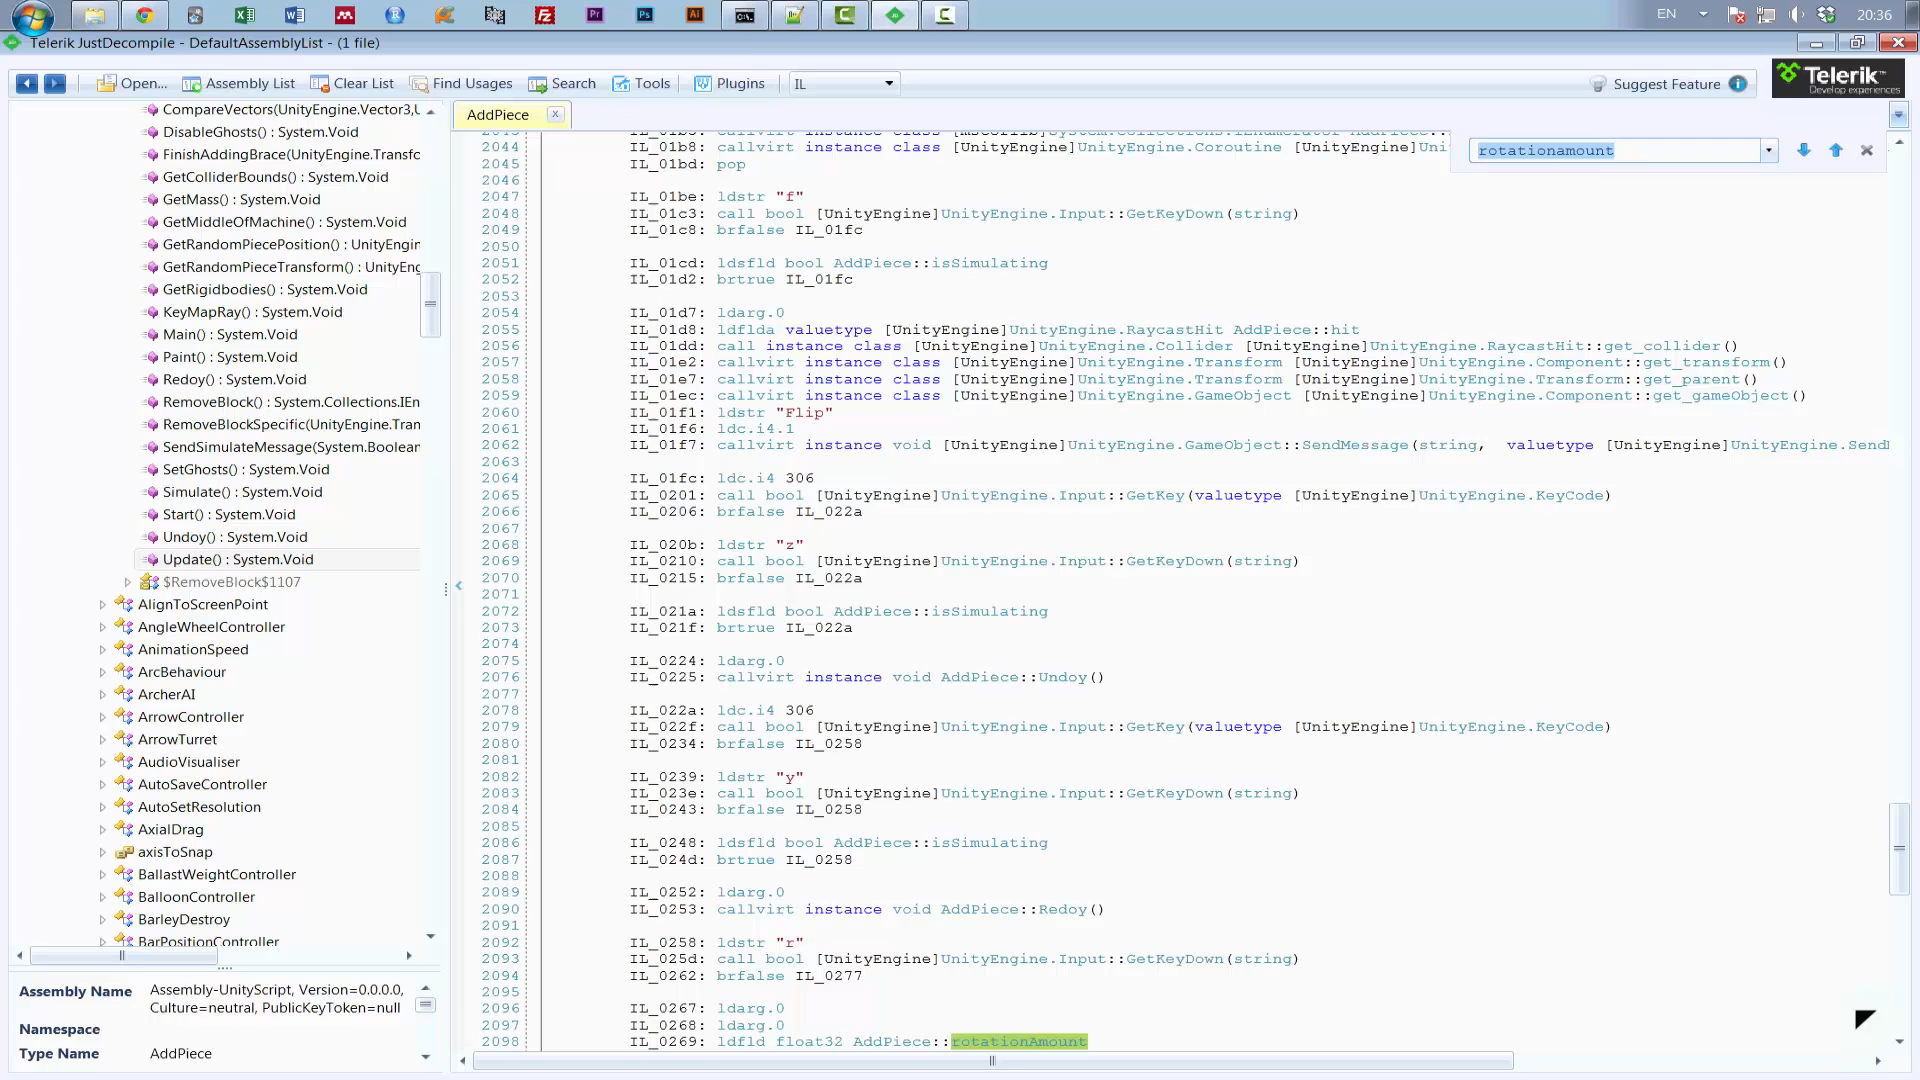 EN
20:36
Telerik JustDecompile - DefaultAssemblyList - (1 file)
Open...
Assembly List
Clear List
Find Usages
Search
Tools
Plugins
IL
Suggest Feature
Telerik
Develop experiences
CompareVectors(UnityEngine.Vector3,U
DisableGhosts() : System.Void
FinishAddingBrace(UnityEngine.Transfo
GetColliderBounds() : System.Void
GetMass() : System.Void
GetMiddleOfMachine() : System.Void
GetRandomPiecePosition() : UnityEngin
GetRandomPieceTransform() : UnityEng
GetRigidbodies() : System.Void
KeyMapRay() : System.Void
Main() : System.Void
Paint() : System.Void
Redoy() : System.Void
RemoveBlock() : System.Collections.IEn
RemoveBlockSpecific(UnityEngine.Tran
SendSimulateMessage(System.Boolean
SetGhosts() : System.Void
Simulate() : System.Void
Start() : System.Void
Undoy() : System.Void
Update() : System.Void
$RemoveBlock$1107
AlignToScreenPoint
AngleWheelController
AnimationSpeed
ArcBehaviour
ArcherAI
ArrowController
ArrowTurret
AudioVisualiser
AutoSaveController
AutoSetResolution
AxialDrag
axisToSnap
BallastWeightController
BalloonController
BarleyDestroy
BarPositionController
Assembly Name Assembly-UnityScript, Version=0.0.0.0,
Culture=neutral, PublicKeyToken=null
Namespace
Type Name AddPiece
AddPiece
rotationamount
2044 IL_01b8: callvirt instance class [UnityEngine]UnityEngine.Coroutine [UnityEngine]Uni
2045 IL_01bd: pop
2046
2047 IL_01be: ldstr "f"
2048 IL_01c3: call bool [UnityEngine]UnityEngine.Input::GetKeyDown(string)
2049 IL_01c8: brfalse IL_01fc
2050
2051 IL_01cd: ldsfld bool AddPiece::isSimulating
2052 IL_01d2: brtrue IL_01fc
2053
2054 IL_01d7: ldarg.0
2055 IL_01d8: ldflda valuetype [UnityEngine]UnityEngine.RaycastHit AddPiece::hit
2056 IL_01dd: call instance class [UnityEngine]UnityEngine.Collider [UnityEngine]UnityEngine.RaycastHit::get_collider()
2057 IL_01e2: callvirt instance class [UnityEngine]UnityEngine.Transform [UnityEngine]UnityEngine.Component::get_transform()
2058 IL_01e7: callvirt instance class [UnityEngine]UnityEngine.Transform [UnityEngine]UnityEngine.Transform::get_parent()
2059 IL_01ec: callvirt instance class [UnityEngine]UnityEngine.GameObject [UnityEngine]UnityEngine.Component::get_gameObject()
2060 IL_01f1: ldstr "Flip"
2061 IL_01f6: ldc.i4.1
2062 IL_01f7: callvirt instance void [UnityEngine]UnityEngine.GameObject::SendMessage(string, valuetype [UnityEngine]UnityEngine.Send
2063
2064 IL_01fc: ldc.i4 306
2065 IL_0201: call bool [UnityEngine]UnityEngine.Input::GetKey(valuetype [UnityEngine]UnityEngine.KeyCode)
2066 IL_0206: brfalse IL_022a
2067
2068 IL_020b: ldstr "z"
2069 IL_0210: call bool [UnityEngine]UnityEngine.Input::GetKeyDown(string)
2070 IL_0215: brfalse IL_022a
2071
2072 IL_021a: ldsfld bool AddPiece::isSimulating
2073 IL_021f: brtrue IL_022a
2074
2075 IL_0224: ldarg.0
2076 IL_0225: callvirt instance void AddPiece::Undoy()
2077
2078 IL_022a: ldc.i4 306
2079 IL_022f: call bool [UnityEngine]UnityEngine.Input::GetKey(valuetype [UnityEngine]UnityEngine.KeyCode)
2080 IL_0234: brfalse IL_0258
2081
2082 IL_0239: ldstr "y"
2083 IL_023e: call bool [UnityEngine]UnityEngine.Input::GetKeyDown(string)
2084 IL_0243: brfalse IL_0258
2085
2086 IL_0248: ldsfld bool AddPiece::isSimulating
2087 IL_024d: brtrue IL_0258
2088
2089 IL_0252: ldarg.0
2090 IL_0253: callvirt instance void AddPiece::Redoy()
2091
2092 IL_0258: ldstr "r"
2093 IL_025d: call bool [UnityEngine]UnityEngine.Input::GetKeyDown(string)
2094 IL_0262: brfalse IL_0277
2095
2096 IL_0267: ldarg.0
2097 IL_0268: ldarg.0
2098 IL_0269: ldfld float32 AddPiece::rotationAmount